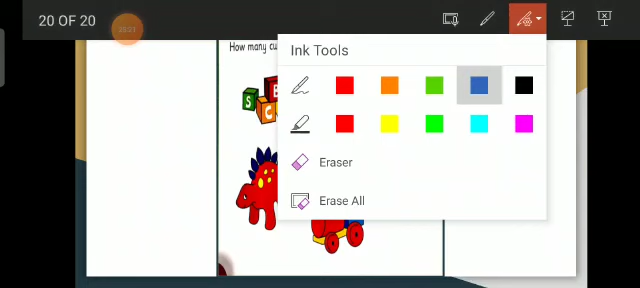 20 OF 20
How many cu
Ink Tools
S
C
Eraser
Erase All